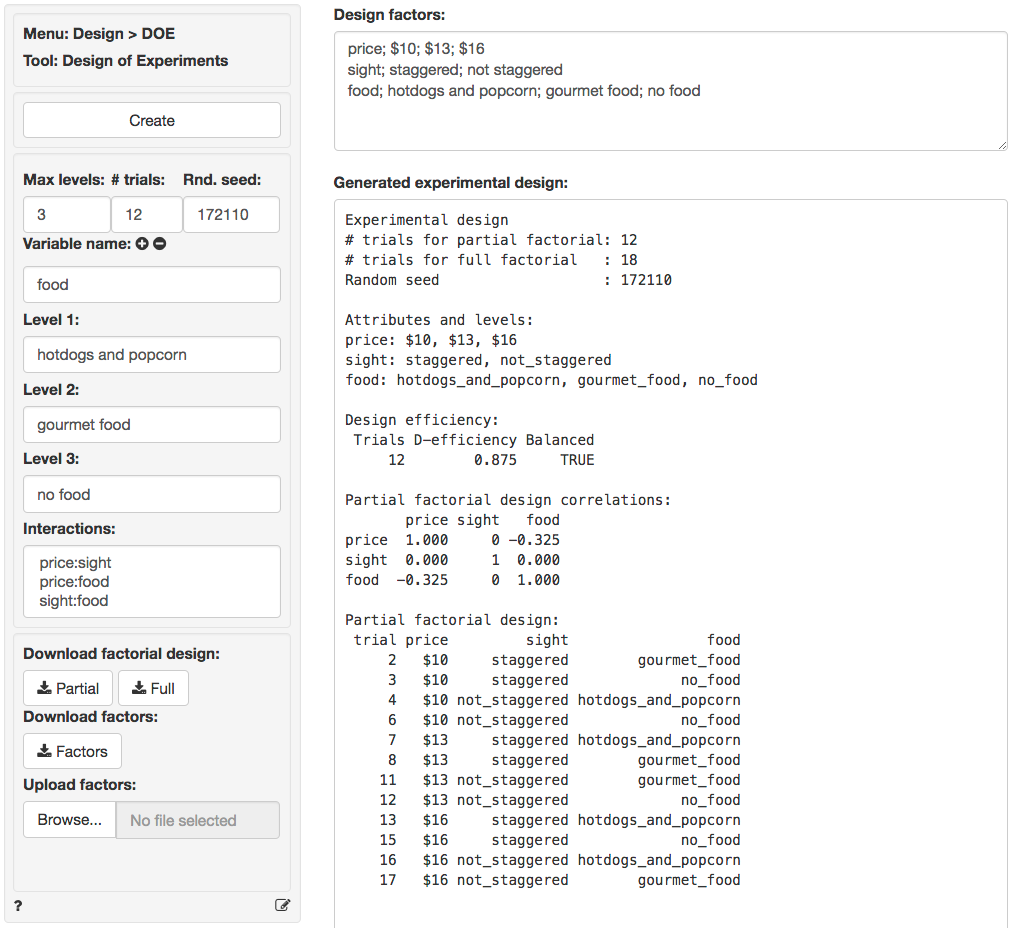 Menu: Design > DOE
Tool: Design of Experiments
Create
Max levels: # trials: Rnd. seed:
3 12 172110
Variable name:
food
Level 1:
hotdogs and popcorn
Level 2:
gourmet food
Level 3:
no food
Interactions:
price:sight
price:food
sight:food
Download factorial design:
Partial Full
Download factors:
Factors
Upload factors:
Browse... No file selected
?
Design factors:
price; $10; $13; $16
sight; staggered; not staggered
food; hotdogs and popcorn; gourmet food; no food
Generated experimental design:
Experimental design
# trials for partial factorial: 12
# trials for full factorial   : 18
Random seed                   : 172110
Attributes and levels:
price: $10, $13, $16
sight: staggered, not_staggered
food: hotdogs_and_popcorn, gourmet_food, no_food
Design efficiency:
Trials D-efficiency Balanced
12        0.875     TRUE
Partial factorial design correlations:
price sight   food
price  1.000     0 -0.325
sight  0.000     1  0.000
food  -0.325     0  1.000
Partial factorial design:
trial price         sight                food
2   $10     staggered        gourmet_food
3   $10     staggered             no_food
4   $10 not_staggered hotdogs_and_popcorn
6   $10 not_staggered             no_food
7   $13     staggered hotdogs_and_popcorn
8   $13     staggered        gourmet_food
11   $13 not_staggered        gourmet_food
12   $13 not_staggered             no_food
13   $16     staggered hotdogs_and_popcorn
15   $16     staggered             no_food
16   $16 not_staggered hotdogs_and_popcorn
17   $16 not_staggered        gourmet_food